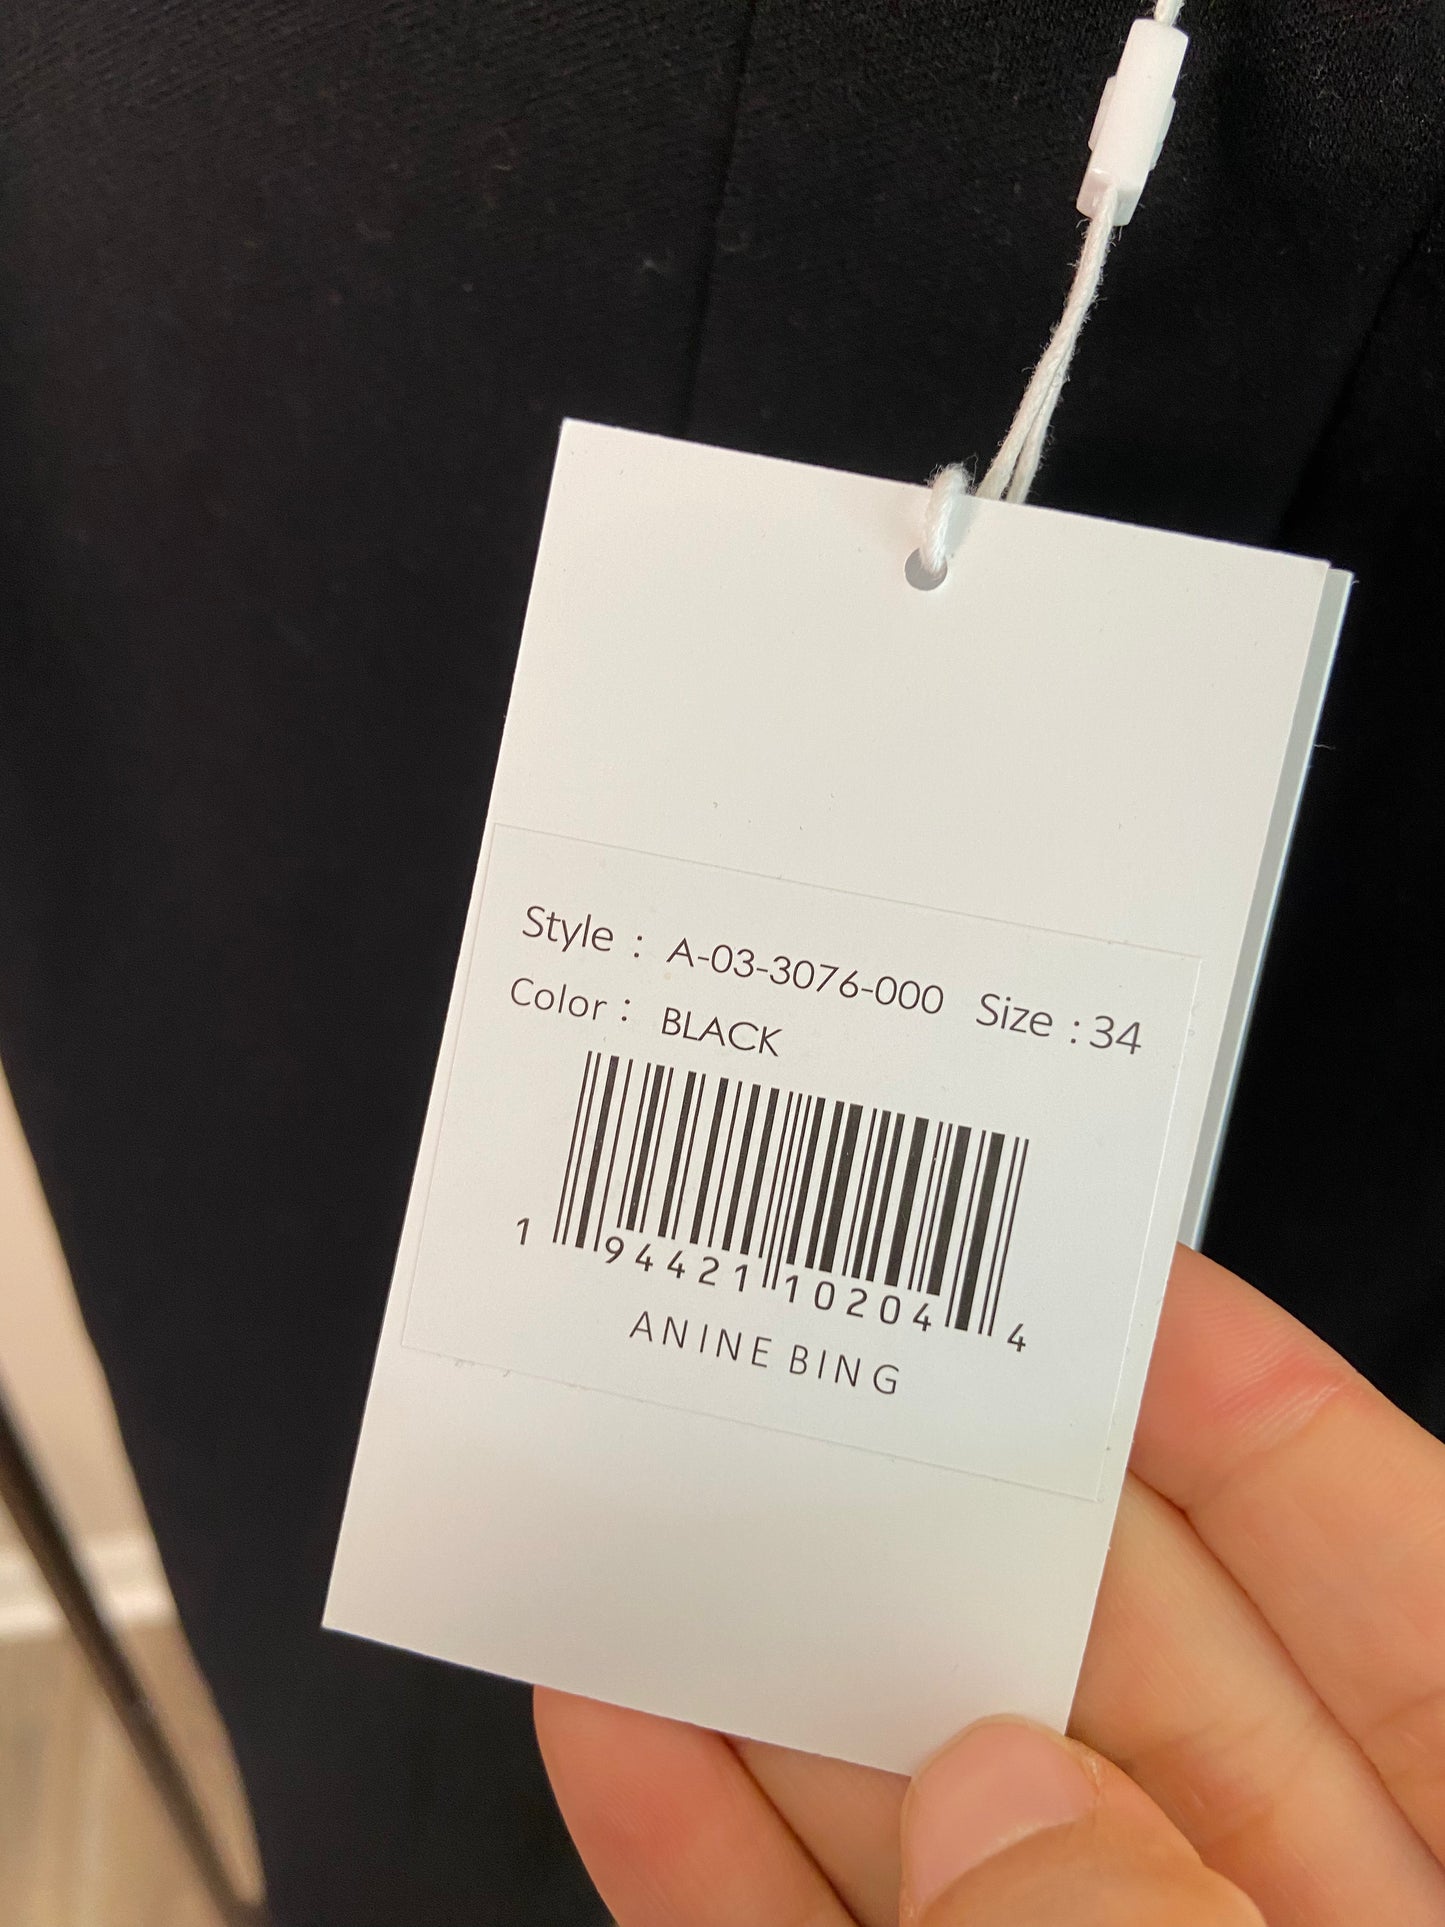 Style : A-03-3076-000 Size : 34
Color : BLACK
1 94421 10204 4
ANINE BING